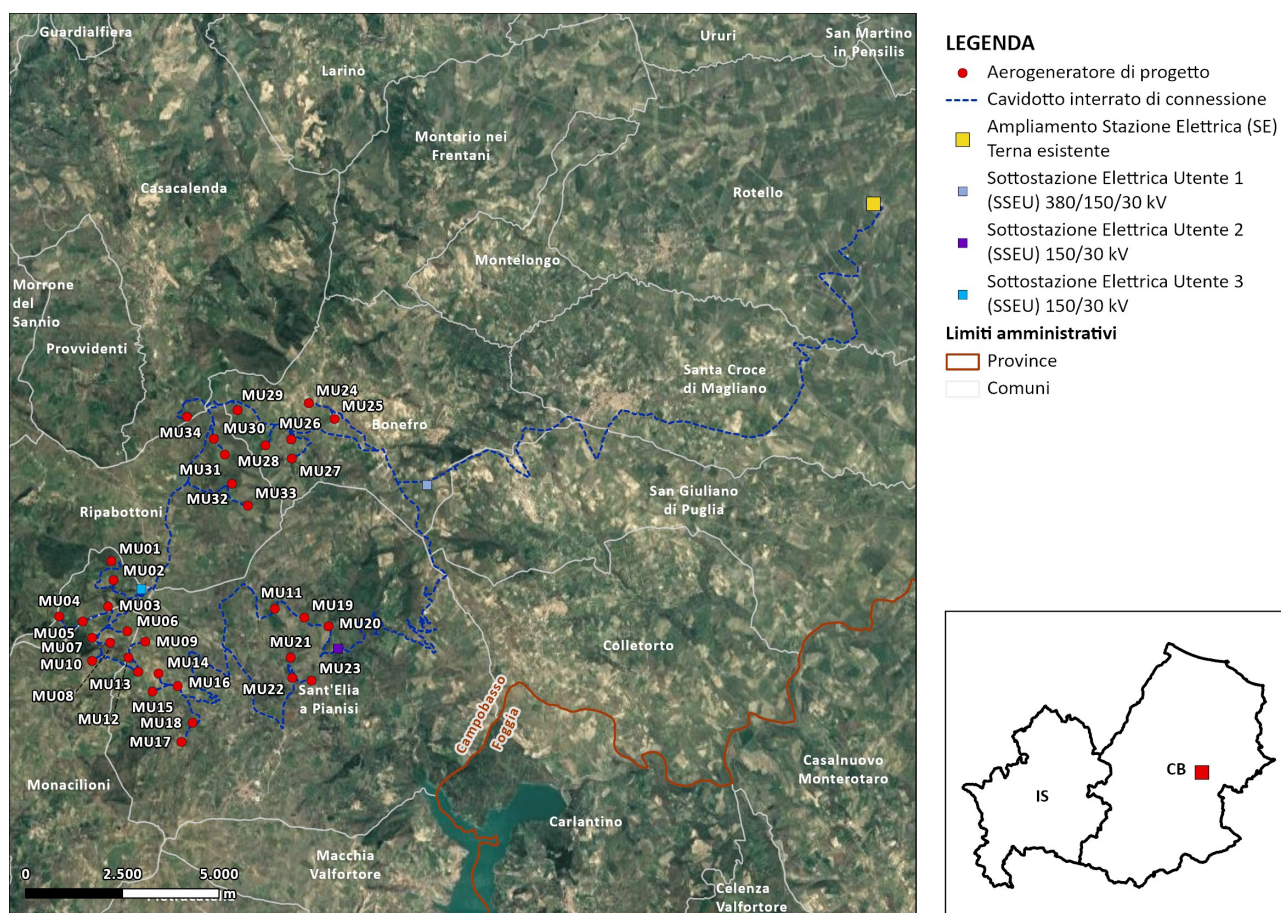 Guardialfiera
Ururi
San Martino
in Pensilis
Larino
Montorio nei
Frentani
Casacalenda
Rotello
Montelongo
Morrone
del
Sannio
Provvidenti
Santa Croce
di Magliano
MU29
MU24
MU25
MU34
MU30
MU26
Bonefro
MU31
MU28
MU27
MU32
MU33
San Giuliano
di Puglia
Ripabottoni
MU01
MU02
MU04
MU03
MU11
MU19
MU05
MU06
MU20
MU07
MU09
MU21
MU10
MU14
MU23
MU08
MU13
MU16
MU22
Sant'Elia
a Pianisi
MU12
MU15
MU18
MU17
Colletorto
Campobasso
Foggia
Monacilioni
Casalnuovo
Monterotaro
Carlantino
Macchia
Valfortore
Celenza
Valfortore
0
2.500
5.000
m
LEGENDA
Aerogeneratore di progetto
Cavidotto interrato di connessione
Ampliamento Stazione Elettrica (SE)
Terna esistente
Sottostazione Elettrica Utente 1
(SSEU) 380/150/30 kV
Sottostazione Elettrica Utente 2
(SSEU) 150/30 kV
Sottostazione Elettrica Utente 3
(SSEU) 150/30 kV
Limiti amministrativi
Province
Comuni
CB
IS